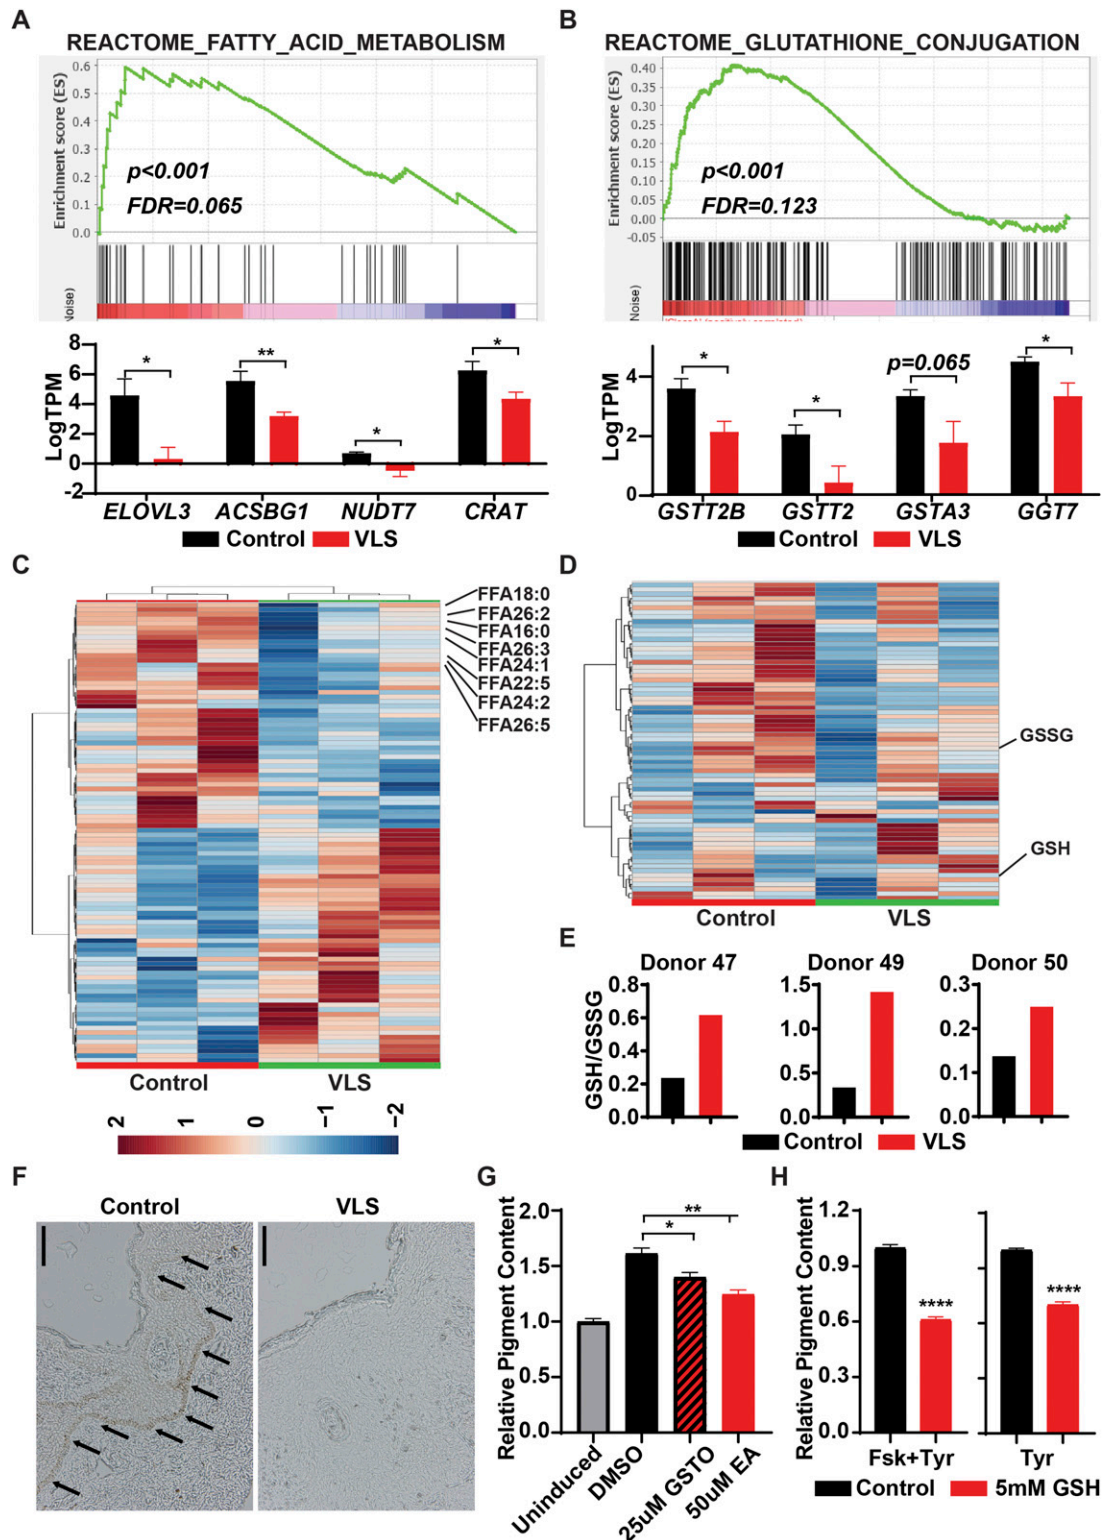 A
REACTOME_FATTY_ACID_METABOLISM
Enrichment score (ES)
0.6
0.5
0.4
0.3
0.2
0.1
0.0
p<0.001
FDR=0.065
Noise)
LogTPM
8
6
4
2
0
-2
*
**
*
*
ELOVL3 ACSBG1 NUDT7 CRAT
Control VLS
B
REACTOME_GLUTATHIONE_CONJUGATION
Enrichment score (ES)
0.40
0.35
0.30
0.25
0.20
0.15
0.10
0.05
0.00
-0.05
p<0.001
FDR=0.123
Noise)
LogTPM
4
2
0
*
*
p=0.065
*
GSTT2B GSTT2 GSTA3 GGT7
Control VLS
C
FFA18:0
FFA26:2
FFA16:0
FFA26:3
FFA24:1
FFA22:5
FFA24:2
FFA26:5
Control VLS
2 1 0 −1 −2
D
GSSG
GSH
Control VLS
E
Donor 47 Donor 49 Donor 50
GSH/GSSG
0.8
0.6
0.4
0.2
0.0
1.5
1.0
0.5
0.0
0.3
0.2
0.1
0.0
Control VLS
F
Control VLS
G
Relative Pigment Content
2.0
1.5
1.0
0.5
0.0
**
*
Uninduced
DMSO
25uM GSTO
50uM EA
H
Relative Pigment Content
1.2
0.9
0.6
0.3
0.0
****
****
Fsk+Tyr Tyr
Control 5mM GSH